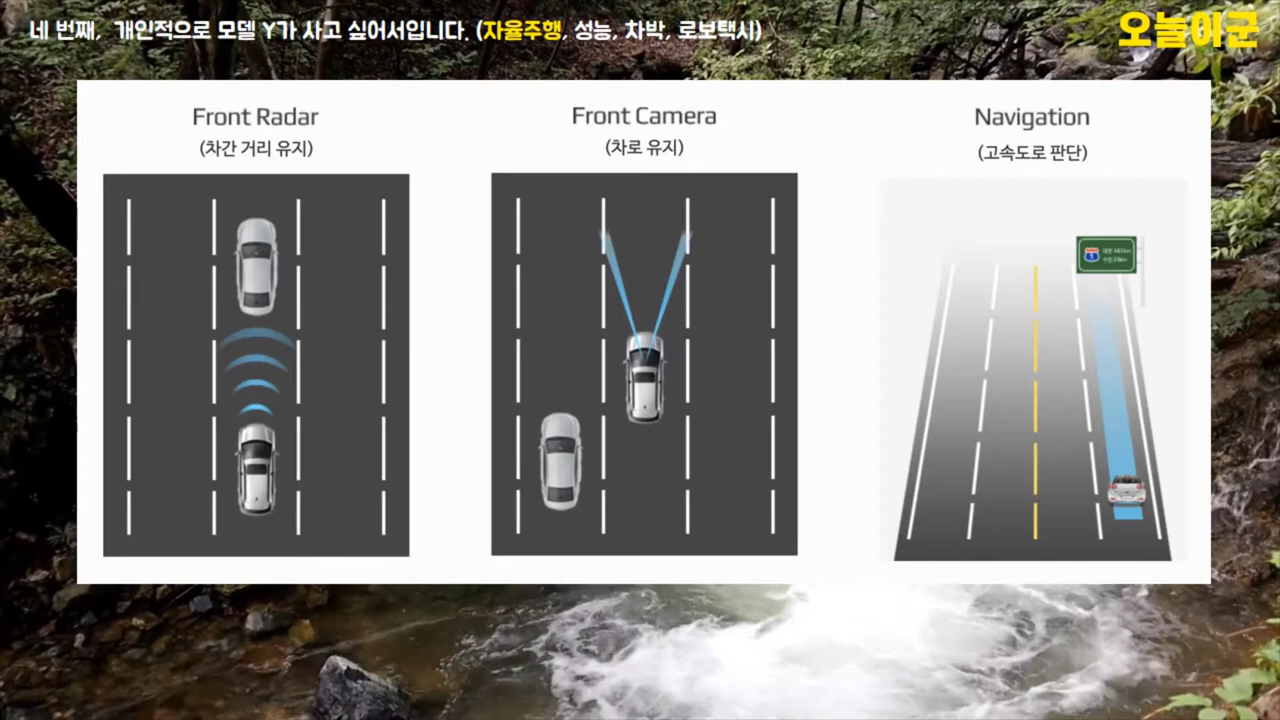 네 번째, 개인적으로 모델 Y가 사고 싶어서입니다. (자율주행, 성능, 차박, 로보택시)
오늘이군
Front Radar
(차간 거리 유지)
Front Camera
(차로 유지)
Navigation
(고속도로 판단)
1